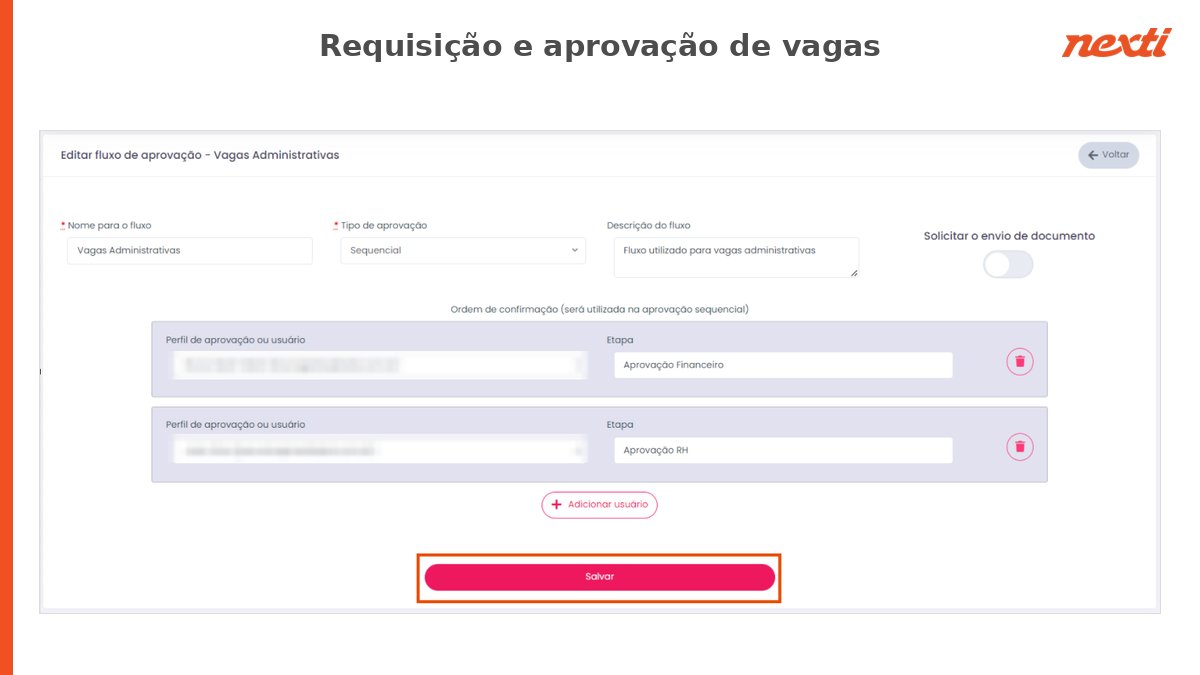 Requisição e aprovação de vagas
nexti
Editar fluxo de aprovação - Vagas Administrativas
Voltar
* Nome para o fluxo
* Tipo de aprovação
Descrição do fluxo
Solicitar o envio de documento
Vagas Administrativas
Sequencial
Fluxo utilizado para vagas administrativas
Ordem de confirmação (será utilizada na aprovação sequencial)
Perfil de aprovação ou usuário
Etapa
Aprovação Financeiro
Perfil de aprovação ou usuário
Etapa
Aprovação RH
+ Adicionar usuário
Salvar